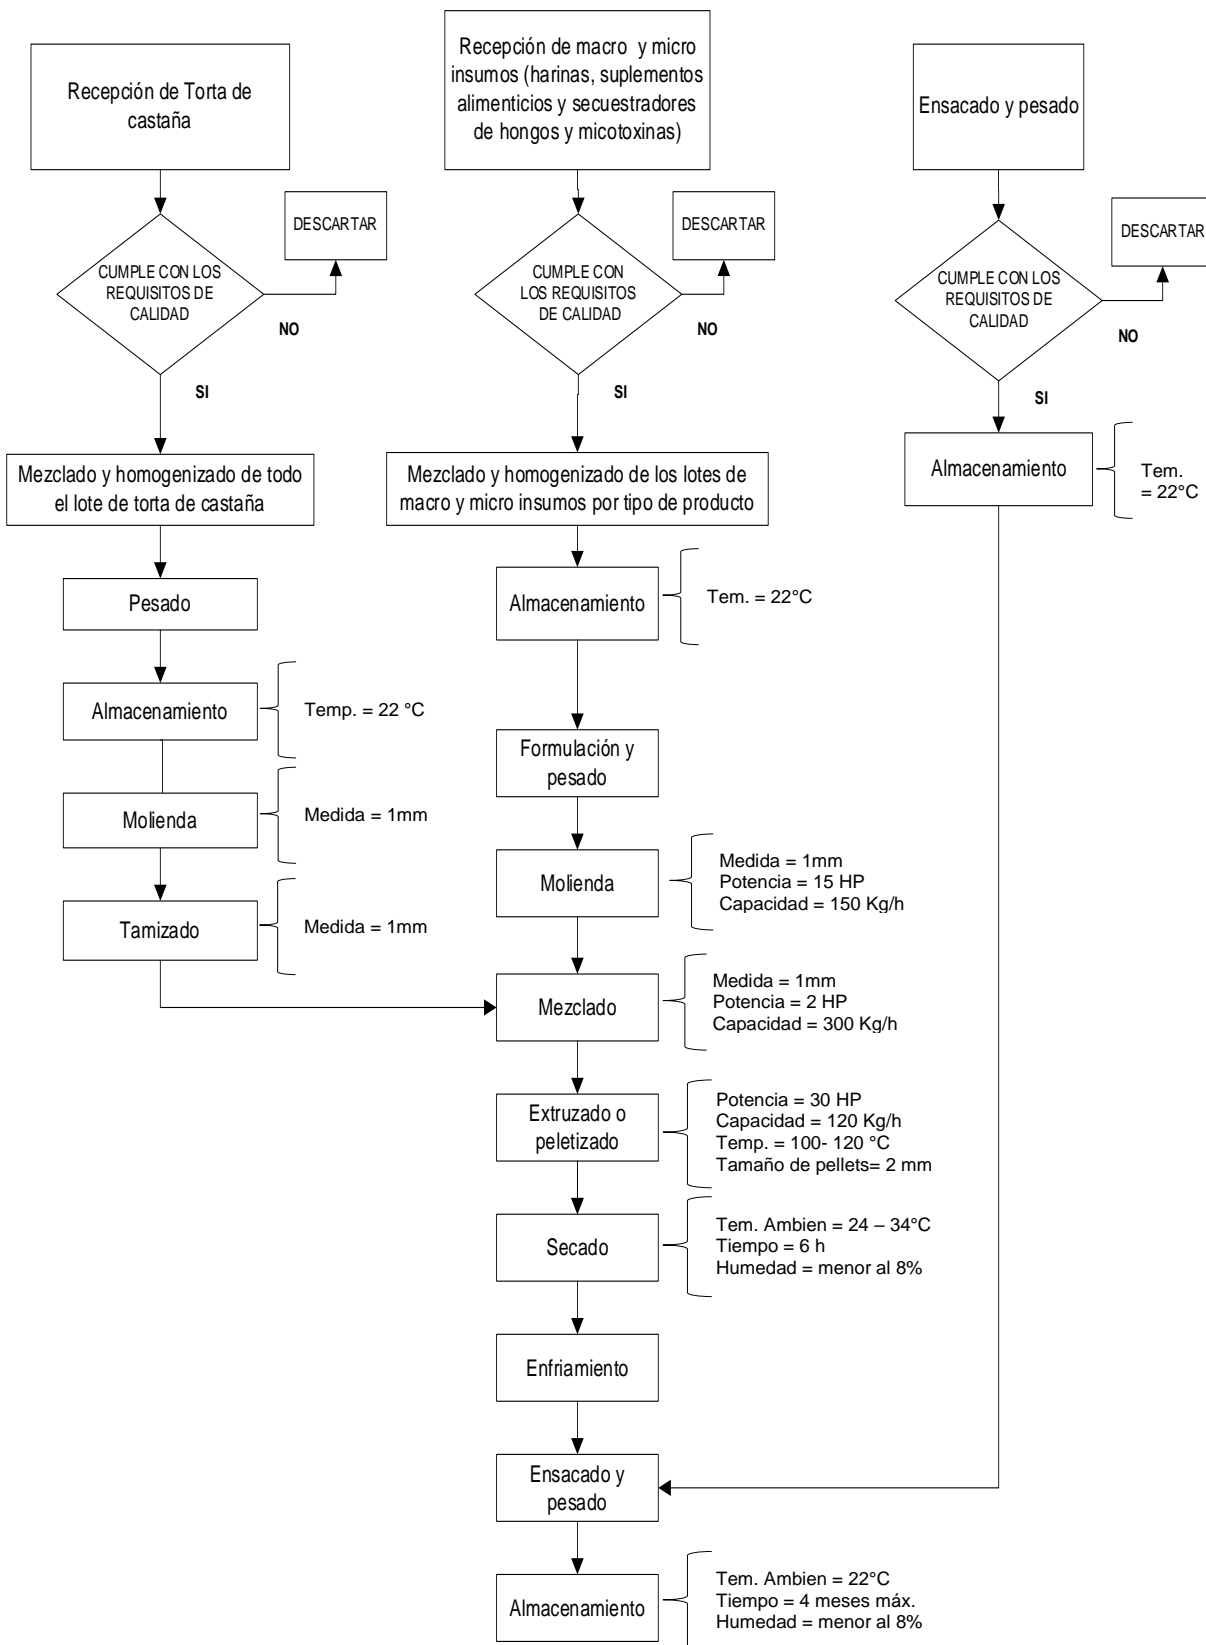 Recepción de Torta de
castaña
DESCARTAR
CUMPLE CON LOS
REQUISITOS DE
CALIDAD
NO
SI
Mezclado y homogenizado de todo
el lote de torta de castaña
Pesado
Almacenamiento
Temp. = 22 °C
Molienda
Medida = 1mm
Tamizado
Medida = 1mm
Recepción de macro y micro
insumos (harinas, suplementos
alimenticios y secuestradores
de hongos y micotoxinas)
DESCARTAR
CUMPLE CON
LOS REQUISITOS
DE CALIDAD
NO
SI
Mezclado y homogenizado de los lotes de
macro y micro insumos por tipo de producto
Almacenamiento
Tem. = 22°C
Formulación y
pesado
Molienda
Medida = 1mm
Potencia = 15 HP
Capacidad = 150 Kg/h
Mezclado
Medida = 1mm
Potencia = 2 HP
Capacidad = 300 Kg/h
Extruzado o
peletizado
Potencia = 30 HP
Capacidad = 120 Kg/h
Temp. = 100- 120 °C
Tamaño de pellets= 2 mm
Secado
Tem. Ambien = 24 – 34°C
Tiempo = 6 h
Humedad = menor al 8%
Enfriamiento
Ensacado y
pesado
Almacenamiento
Tem. Ambien = 22°C
Tiempo = 4 meses máx.
Humedad = menor al 8%
Ensacado y pesado
DESCARTAR
CUMPLE CON LOS
REQUISITOS DE
CALIDAD
NO
SI
Almacenamiento
Tem.
= 22°C